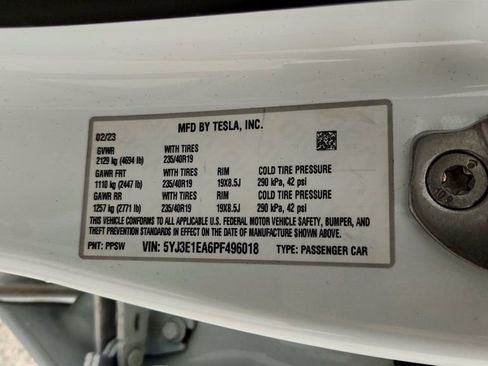 MFD BY TESLA, INC.
02/23
GVWR WITH TIRES
2129 kg (4694 lb) 235/40R19
GAWR FRT WITH TIRES RIM COLD TIRE PRESSURE
1110 kg (2447 lb) 235/40R19 19X8.5J 290 kPa, 42 psi
GAWR RR WITH TIRES RIM COLD TIRE PRESSURE
1257 kg (2771 lb) 235/40R19 19X8.5J 290 kPa, 42 psi
THIS VEHICLE CONFORMS TO ALL APPLICABLE U.S. FEDERAL MOTOR VEHICLE SAFETY, BUMPER, AND
THEFT PREVENTION STANDARDS IN EFFECT ON THE DATE OF MANUFACTURE SHOWN ABOVE.
PNT: PPSW VIN: 5YJ3E1EA6PF496018 TYPE: PASSENGER CAR
10.9